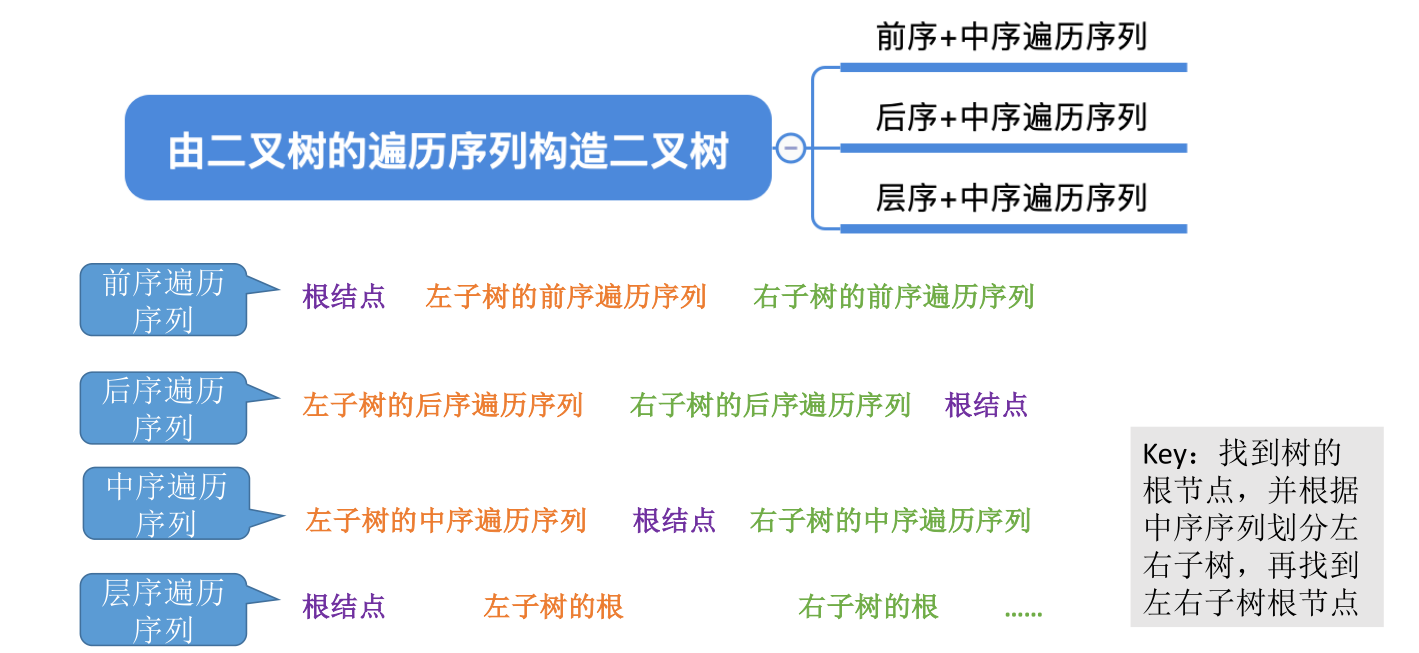 前序+中序遍历序列
由二叉树的遍历序列构造二叉树
后序+中序遍历序列
层序+中序遍历序列
前序遍历
序列
根结点 左子树的前序遍历序列 右子树的前序遍历序列
后序遍历
序列
左子树的后序遍历序列 右子树的后序遍历序列 根结点
中序遍历
序列
左子树的中序遍历序列 根结点 右子树的中序遍历序列
层序遍历
序列
根结点 左子树的根 右子树的根 ……
Key：找到树的
根节点，并根据
中序序列划分左
右子树，再找到
左右子树根节点